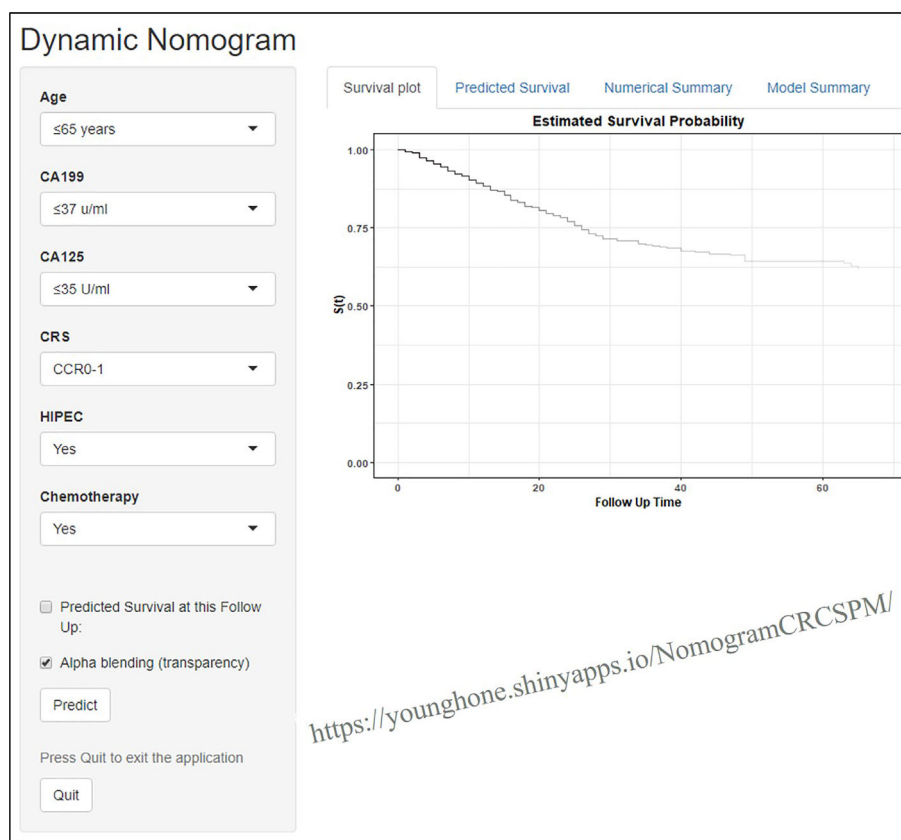 Dynamic Nomogram
Age
≤65 years
CA199
≤37 u/ml
CA125
≤35 U/ml
CRS
CCR0-1
HIPEC
Yes
Chemotherapy
Yes
Predicted Survival at this Follow
Up:
Alpha blending (transparency)
Predict
Press Quit to exit the application
Quit
Survival plot Predicted Survival Numerical Summary Model Summary
Estimated Survival Probability
1.00
0.75
0.50
0.25
0.00
S(t)
0 20 40 60
Follow Up Time
https://younghone.shinyapps.io/NomogramCRCSPM/